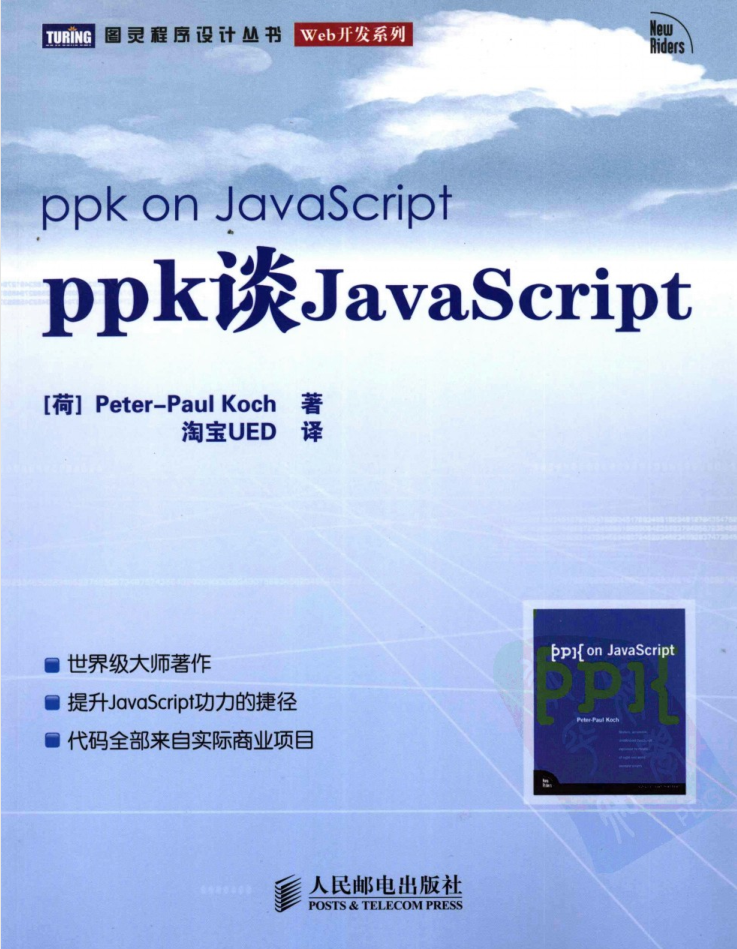 TURING 图灵程序设计丛书 Web开发系列
New
Riders
ppk on JavaScript
ppk谈JavaScript
[荷] Peter-Paul Koch 著
淘宝UED 译
世界级大师著作
提升JavaScript功力的捷径
代码全部来自实际商业项目
ppk on JavaScript
ppk
Peter-Paul Koch
New
Riders
人民邮电出版社
POSTS & TELECOM PRESS